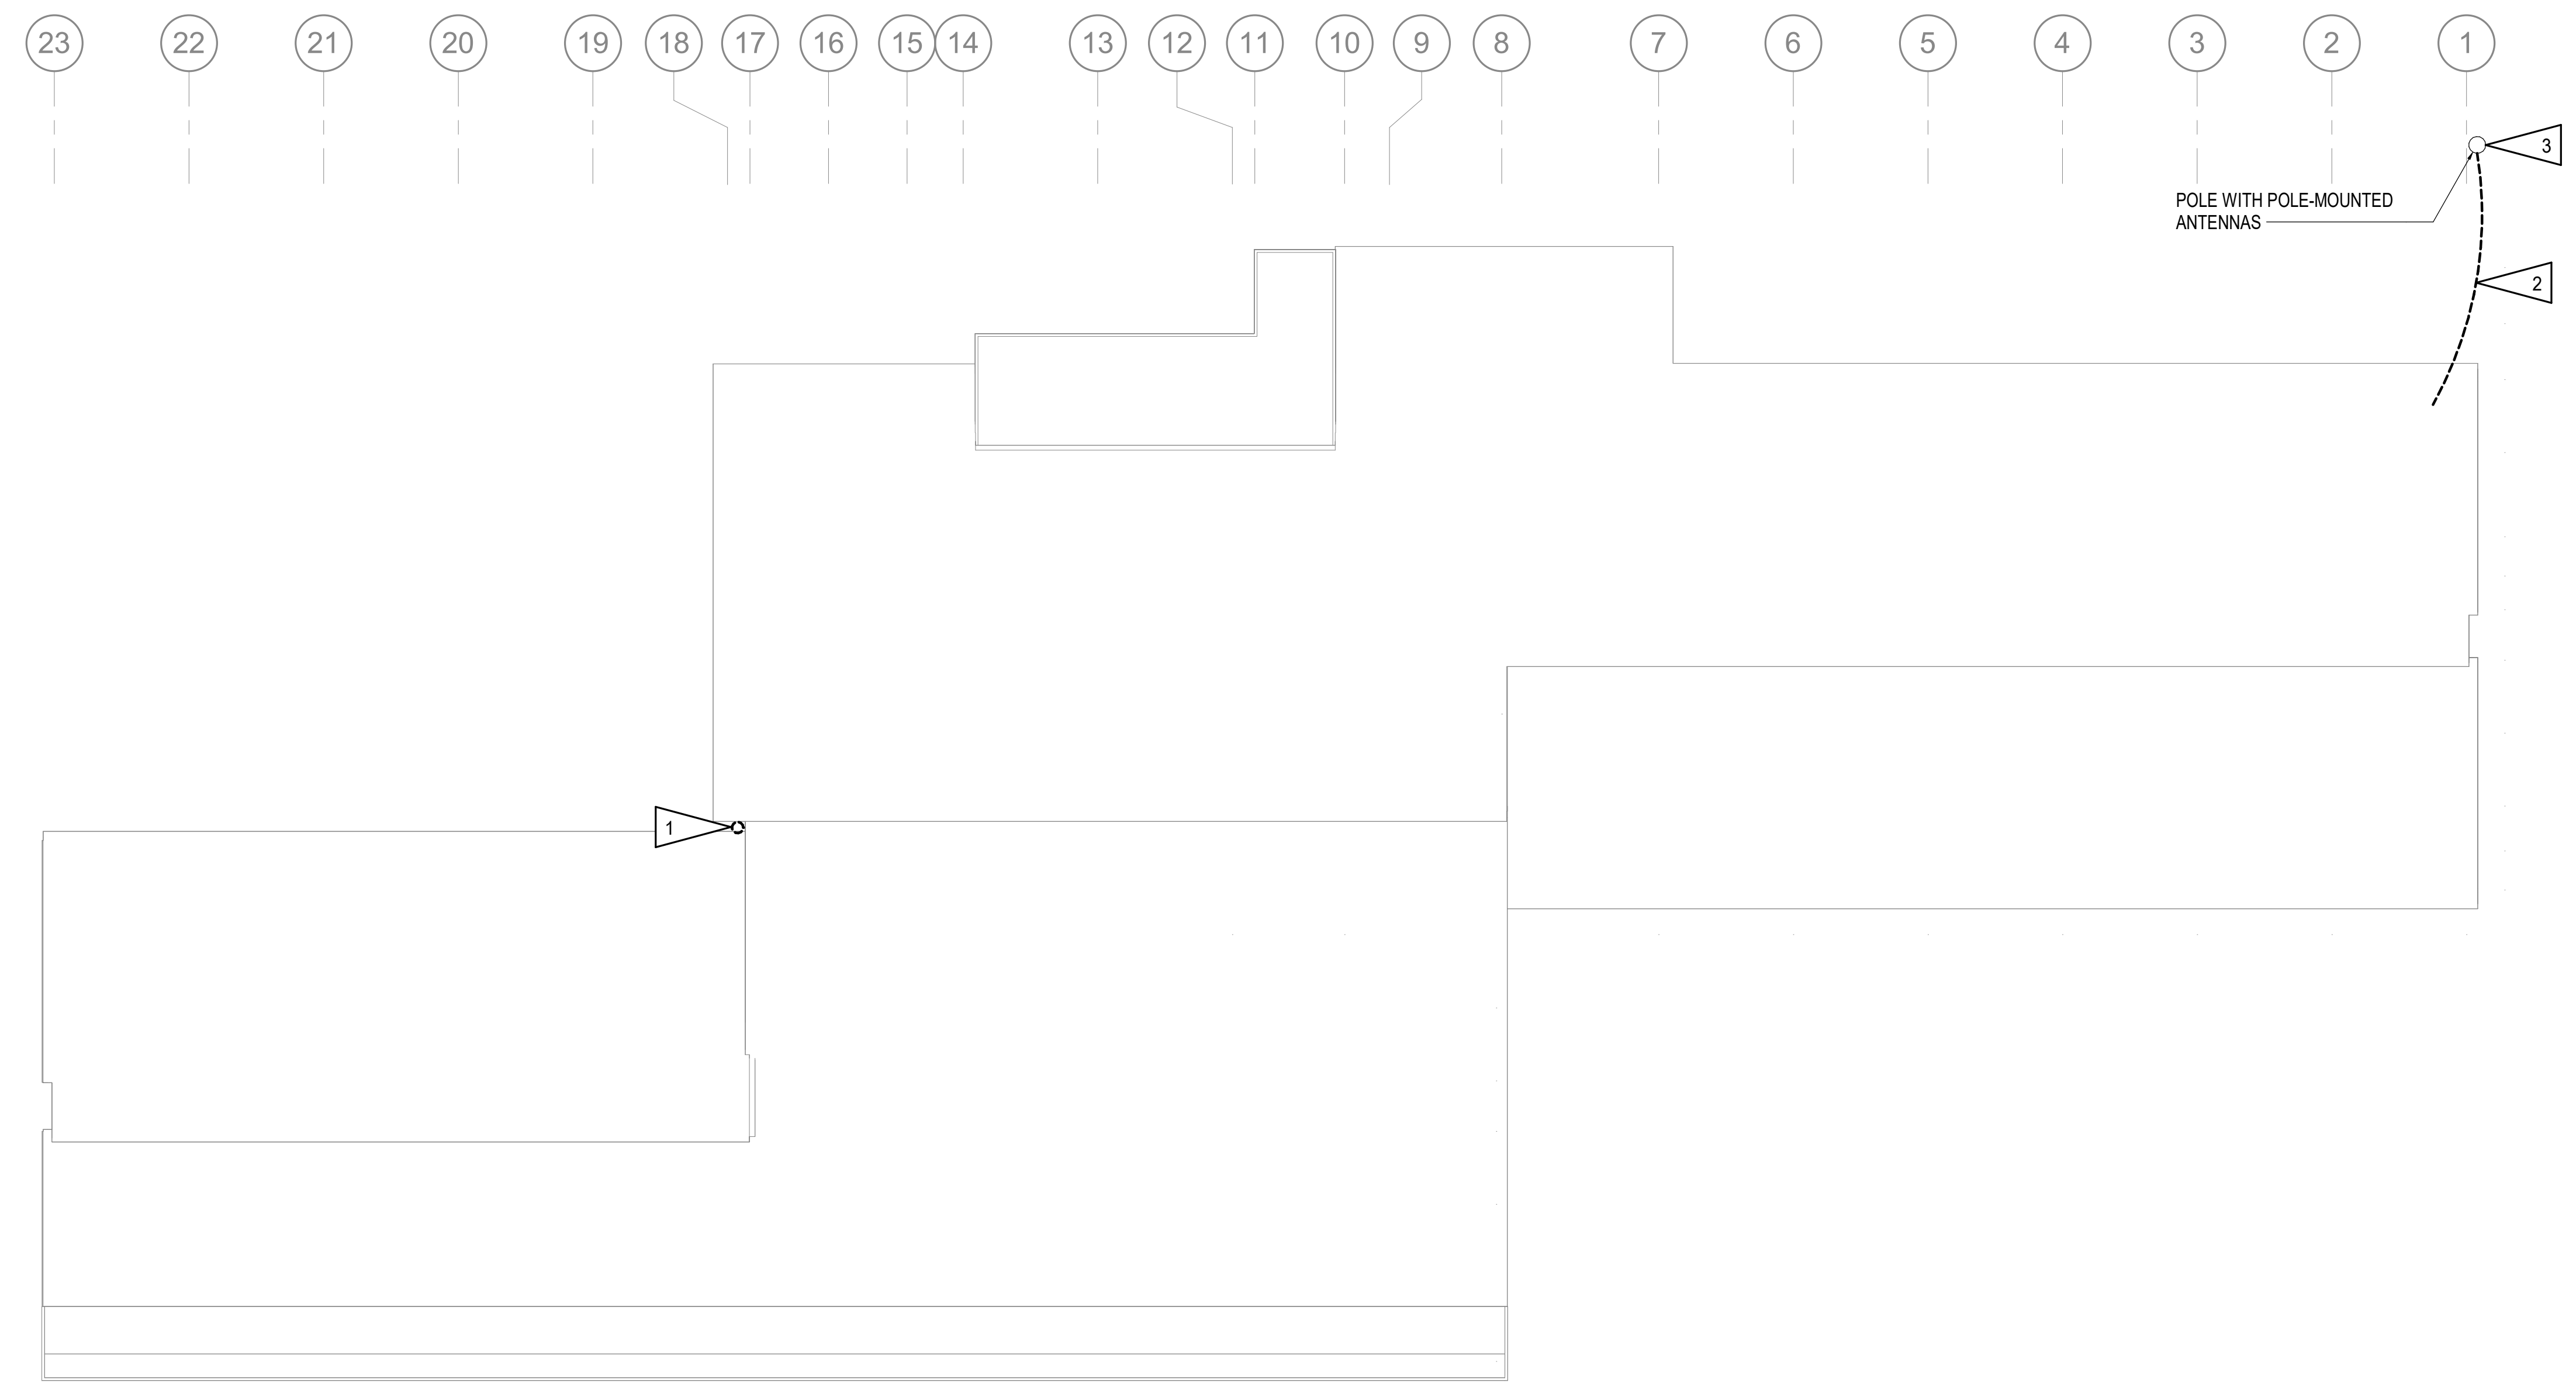 23 22 21 20 19 18 17 16 15 14 13 12 11 10 9 8 7 6 5 4 3 2 1
3
POLE WITH POLE-MOUNTED
ANTENNAS
2
1